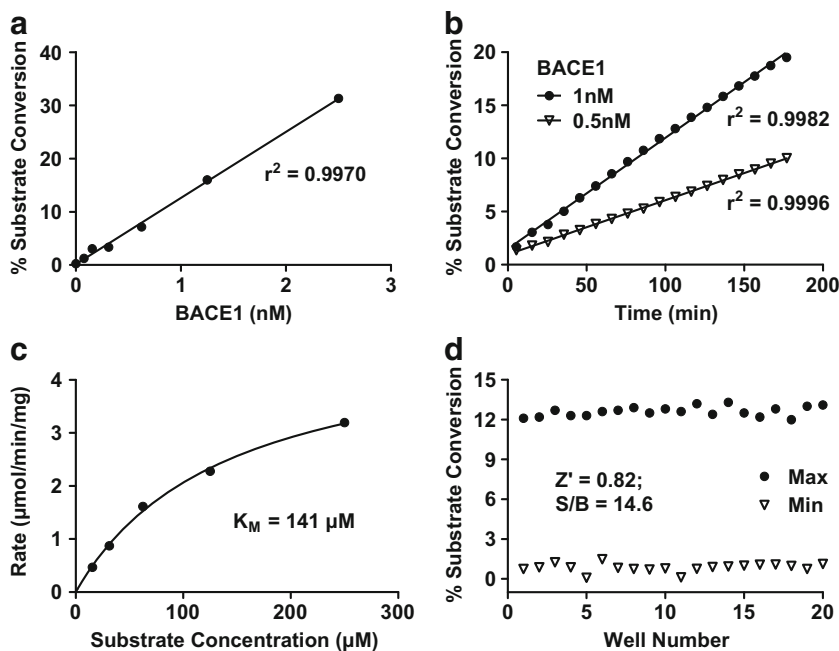 a
40
30
20
10
0
% Substrate Conversion
r² = 0.9970
0
1
2
3
BACE1 (nM)
b
20
15
10
5
0
% Substrate Conversion
BACE1
1nM
0.5nM
r² = 0.9982
r² = 0.9996
0
50
100
150
200
Time (min)
c
4
3
2
1
0
Rate (µmol/min/mg)
K_M = 141 µM
0
100
200
300
Substrate Concentration (µM)
d
15
12
9
6
3
0
% Substrate Conversion
Z' = 0.82;
S/B = 14.6
Max
Min
0
5
10
15
20
Well Number